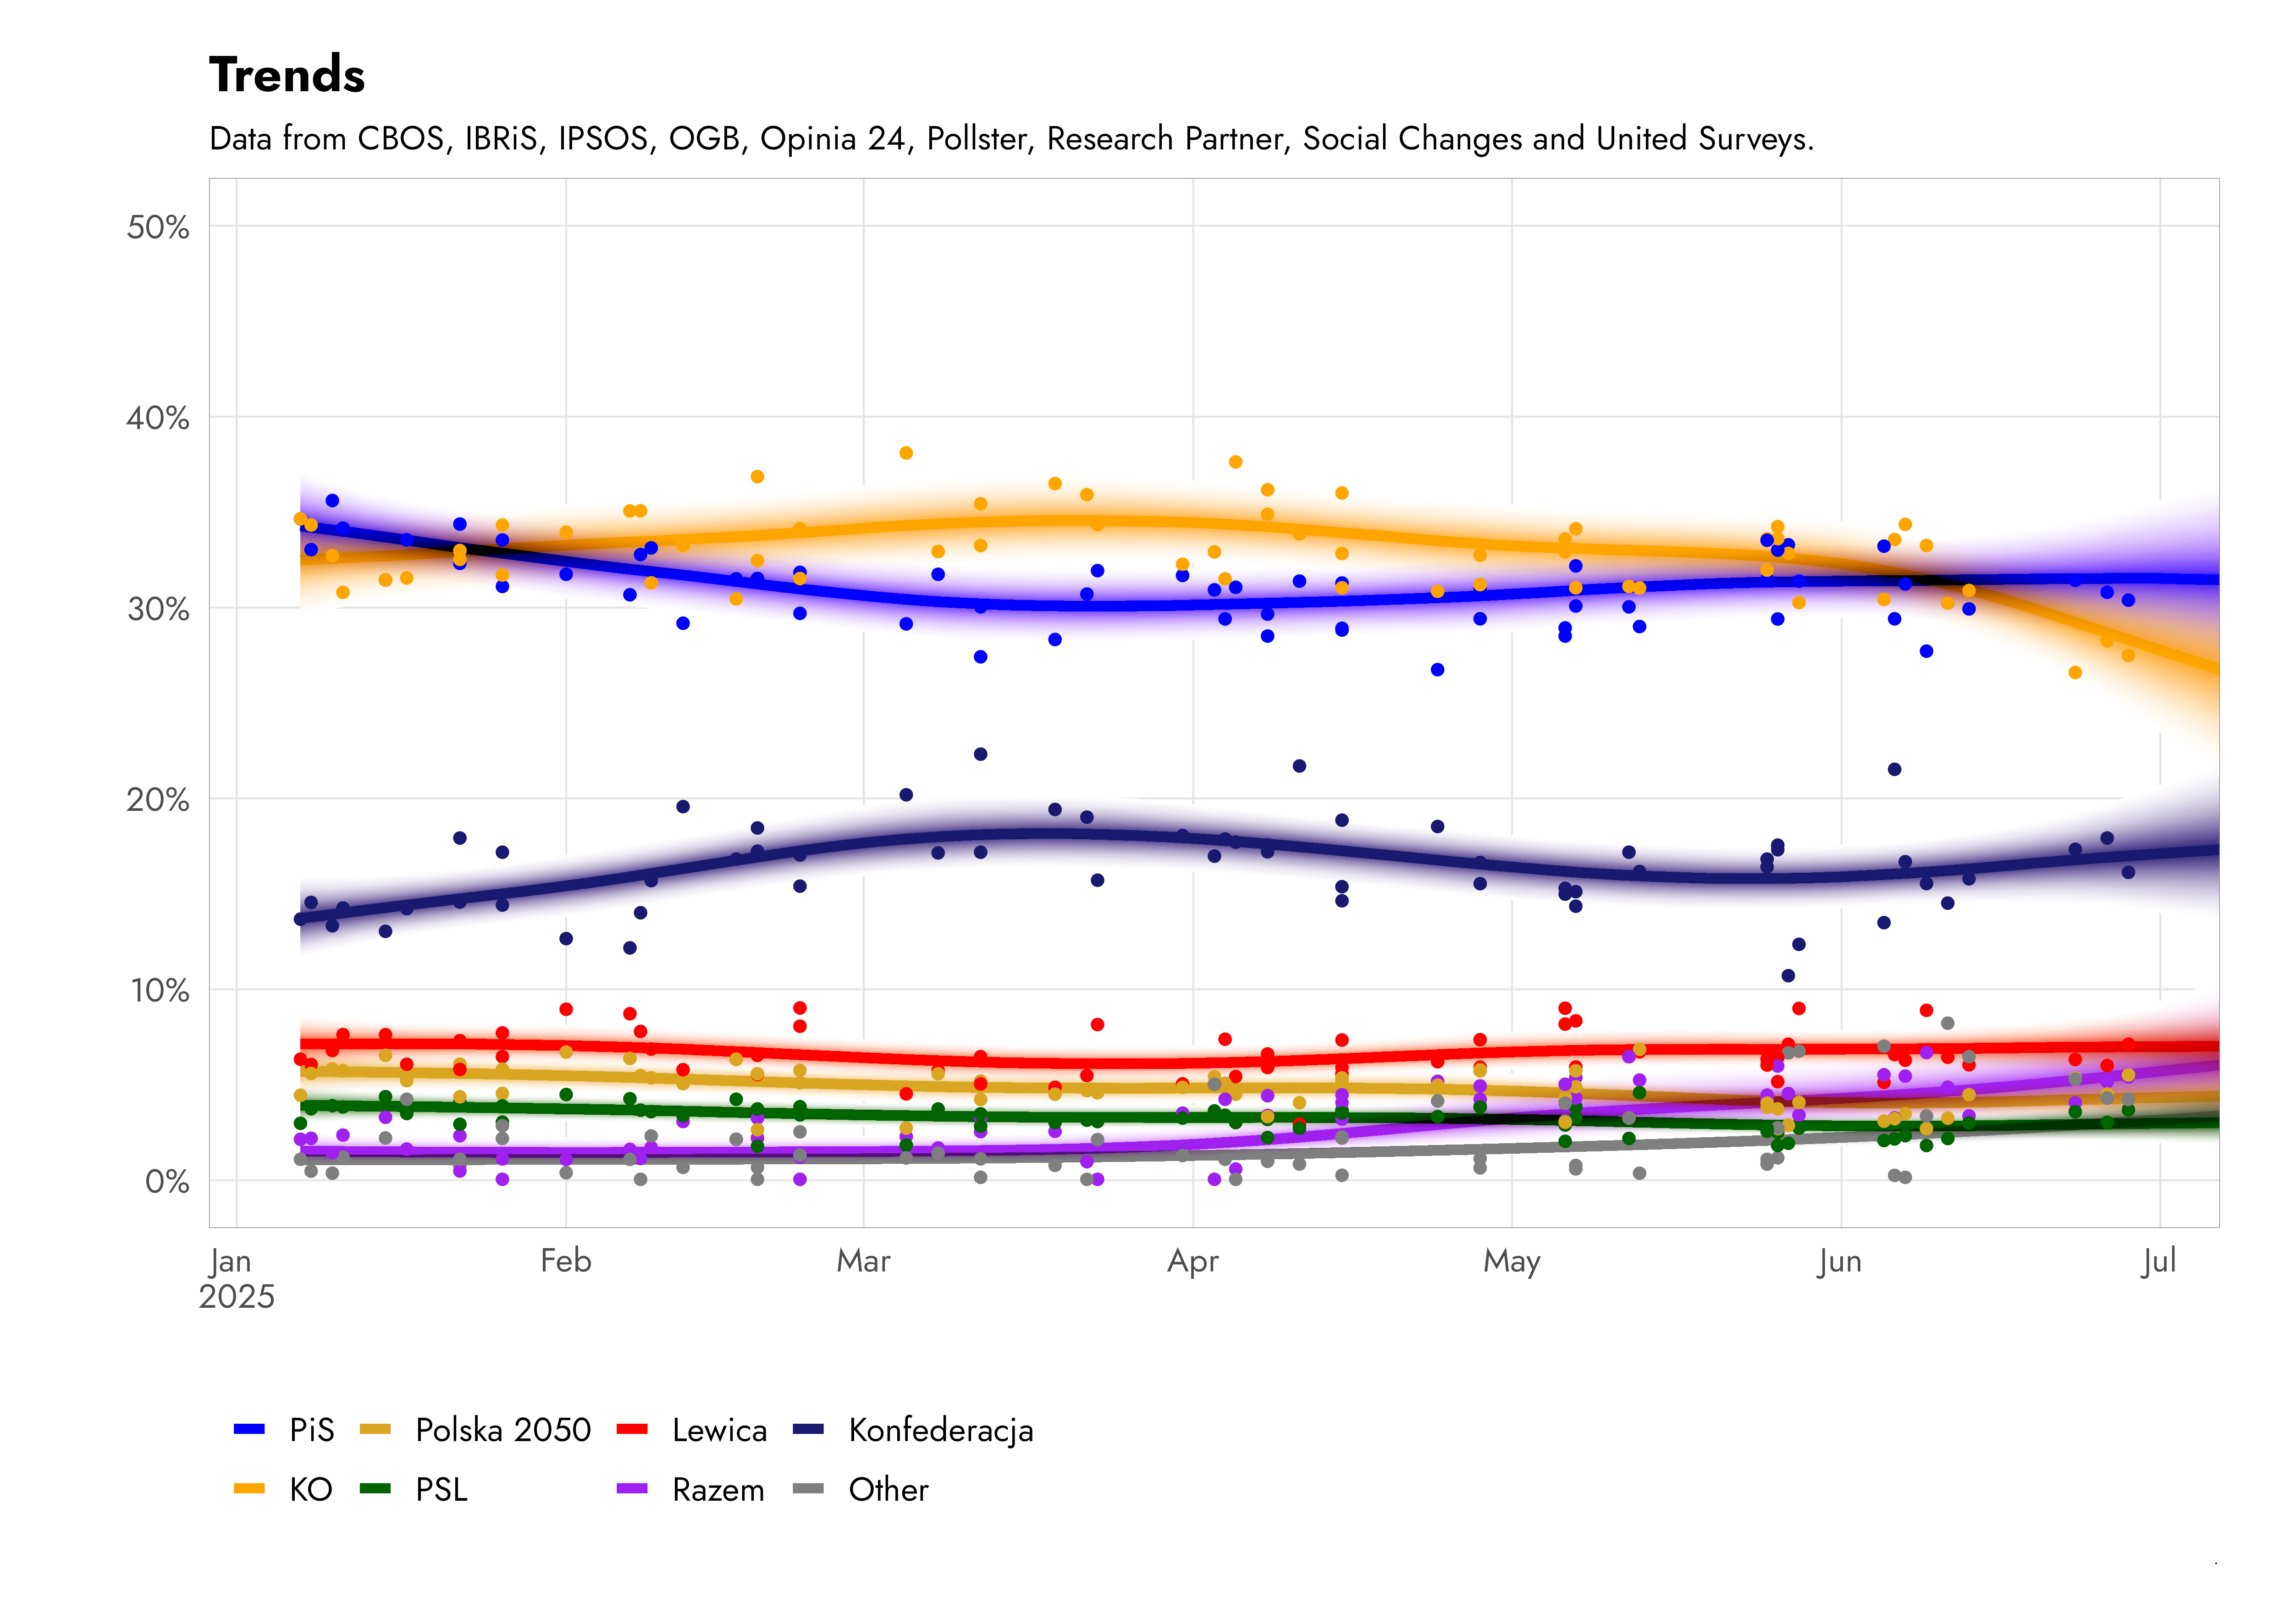 Trends
Data from CBOS, IBRiS, IPSOS, OGB, Opinia 24, Pollster, Research Partner, Social Changes and United Surveys.
50%
40%
30%
20%
10%
0%
Jan Feb Mar Apr May Jun Jul
2025
PiS Polska 2050 Lewica Konfederacja
KO PSL Razem Other
.